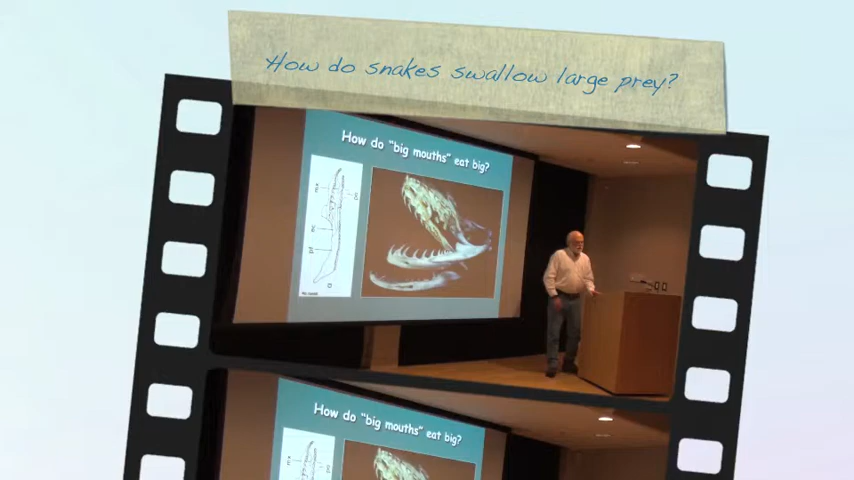 How do snakes swallow large prey?
How do "big mouths" eat big?
How do "big mouths" eat big?